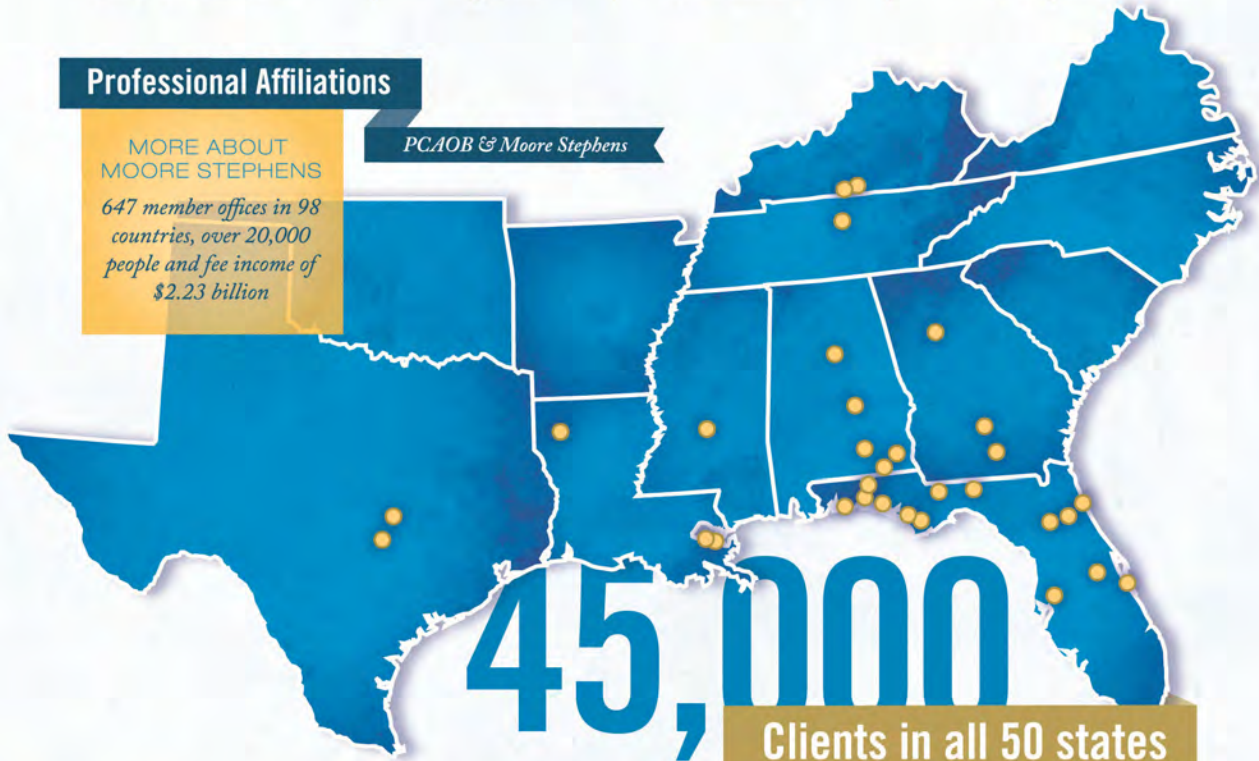 Professional Affiliations
PCAOB & Moore Stephens
MORE ABOUT
MOORE STEPHENS
647 member offices in 98
countries, over 20,000
people and fee income of
$2.23 billion
45,000
Clients in all 50 states